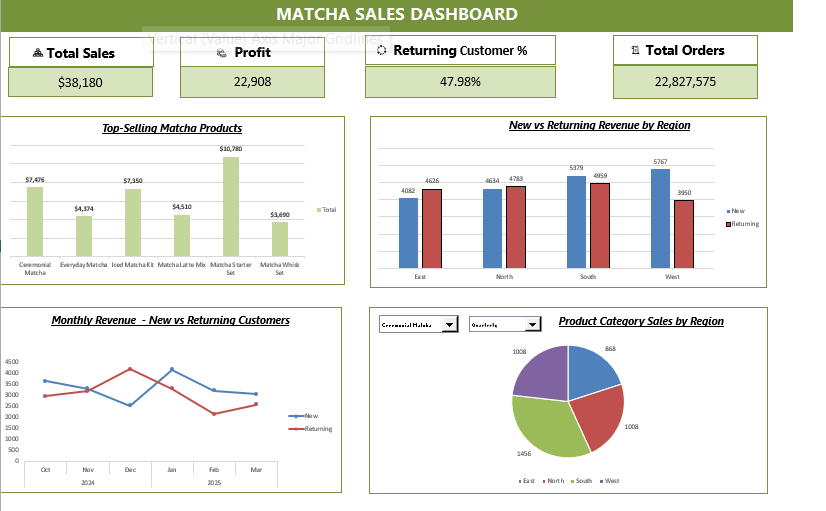 MATCHA SALES DASHBOARD
Vertical (Value) Axis Major Gridlines
Total Sales
Profit
Returning Customer %
Total Orders
$38,180
22,908
47.98%
22,827,575
Top-Selling Matcha Products
$7,476
$4,374
$7,350
$4,510
$10,780
$3,690
Ceremonial Matcha
Everyday Matcha
Iced Matcha Kit
Matcha Latte Mix
Matcha Starter Set
Matcha Whisk Set
Total
New vs Returning Revenue by Region
4082
4626
4634
4783
5379
4959
5767
3950
East
North
South
West
New
Returning
Monthly Revenue - New vs Returning Customers
4500
4000
3500
3000
2500
2000
1500
1000
500
0
Oct
Nov
Dec
Jan
Feb
Mar
2024
2025
New
Returning
Ceremonial Matcha
Quarterly
Product Category Sales by Region
1008
868
1008
1456
East
North
South
West